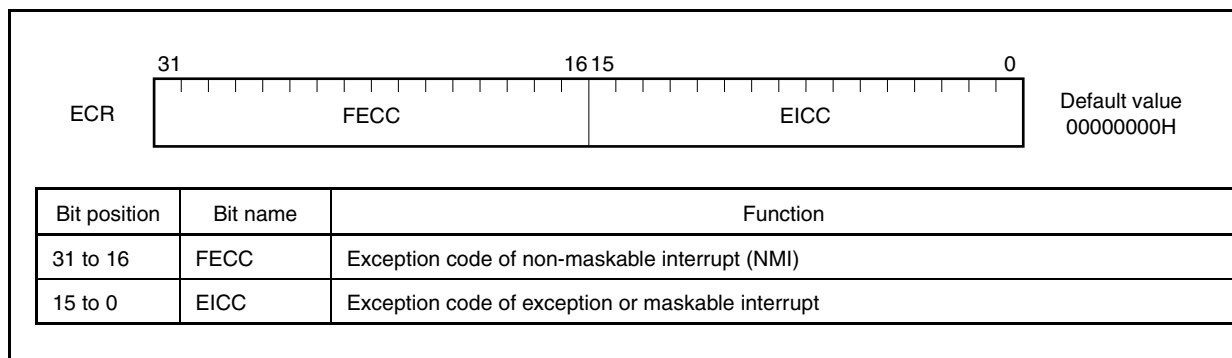 31 16 15 0
ECR FECC EICC Default value
00000000H
Bit position Bit name Function
31 to 16 FECC Exception code of non-maskable interrupt (NMI)
15 to 0 EICC Exception code of exception or maskable interrupt